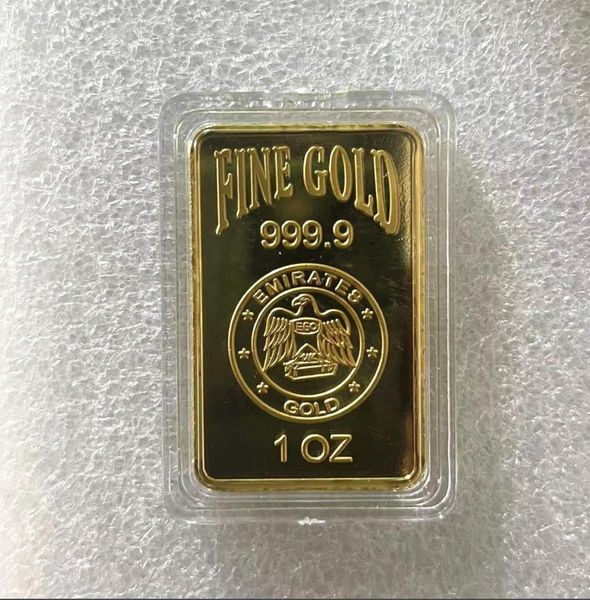 FINE GOLD
999.9
EMIRATES
EGC
GOLD
1 OZ